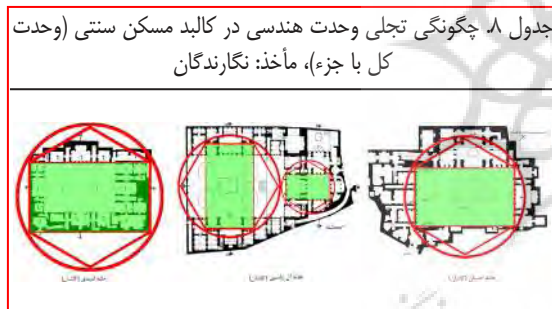 جدول ۸. چگونگی تجلی وحدت هندسی در کالبد مسکن سنتی (وحدت
کل با جزء)، مأخذ: نگارندگان